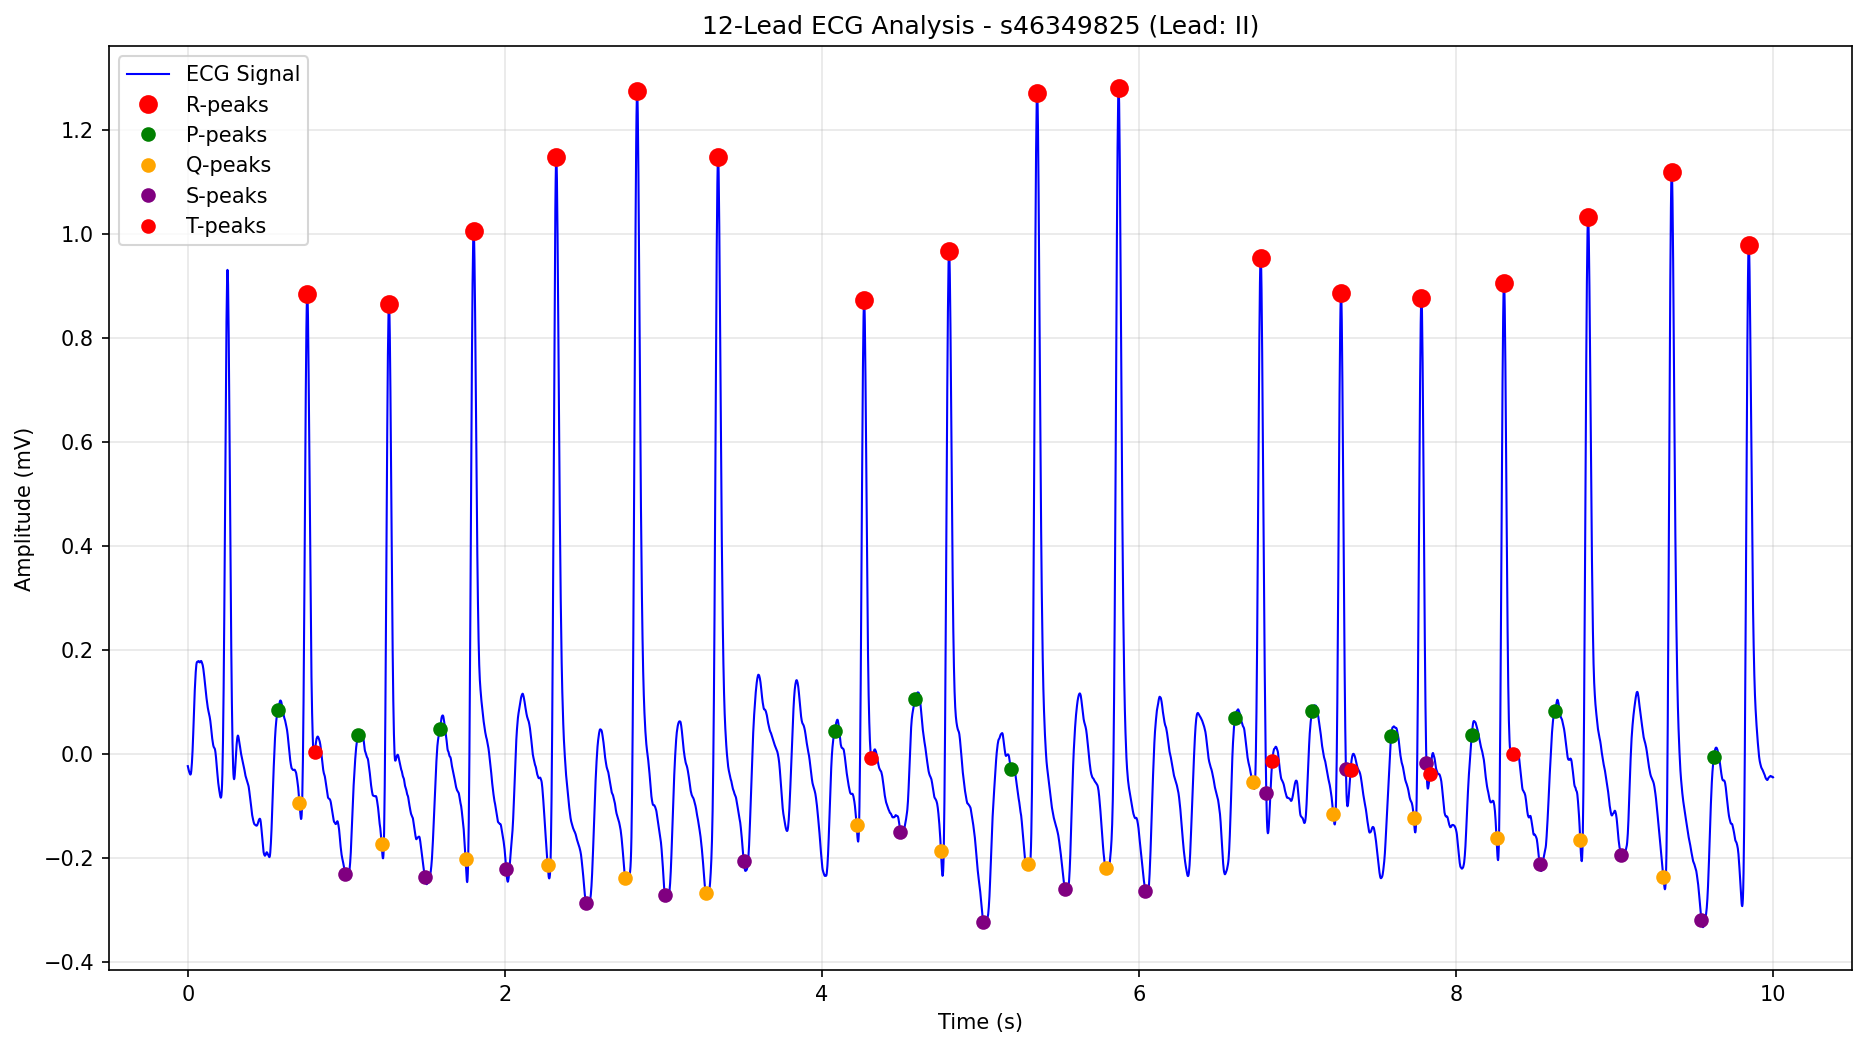 12-Lead ECG Analysis - s46349825 (Lead: II)
ECG Signal
R-peaks
P-peaks
Q-peaks
S-peaks
T-peaks
Amplitude (mV)
1.2
1.0
0.8
0.6
0.4
0.2
0.0
−0.2
−0.4
0 2 4 6 8 10
Time (s)